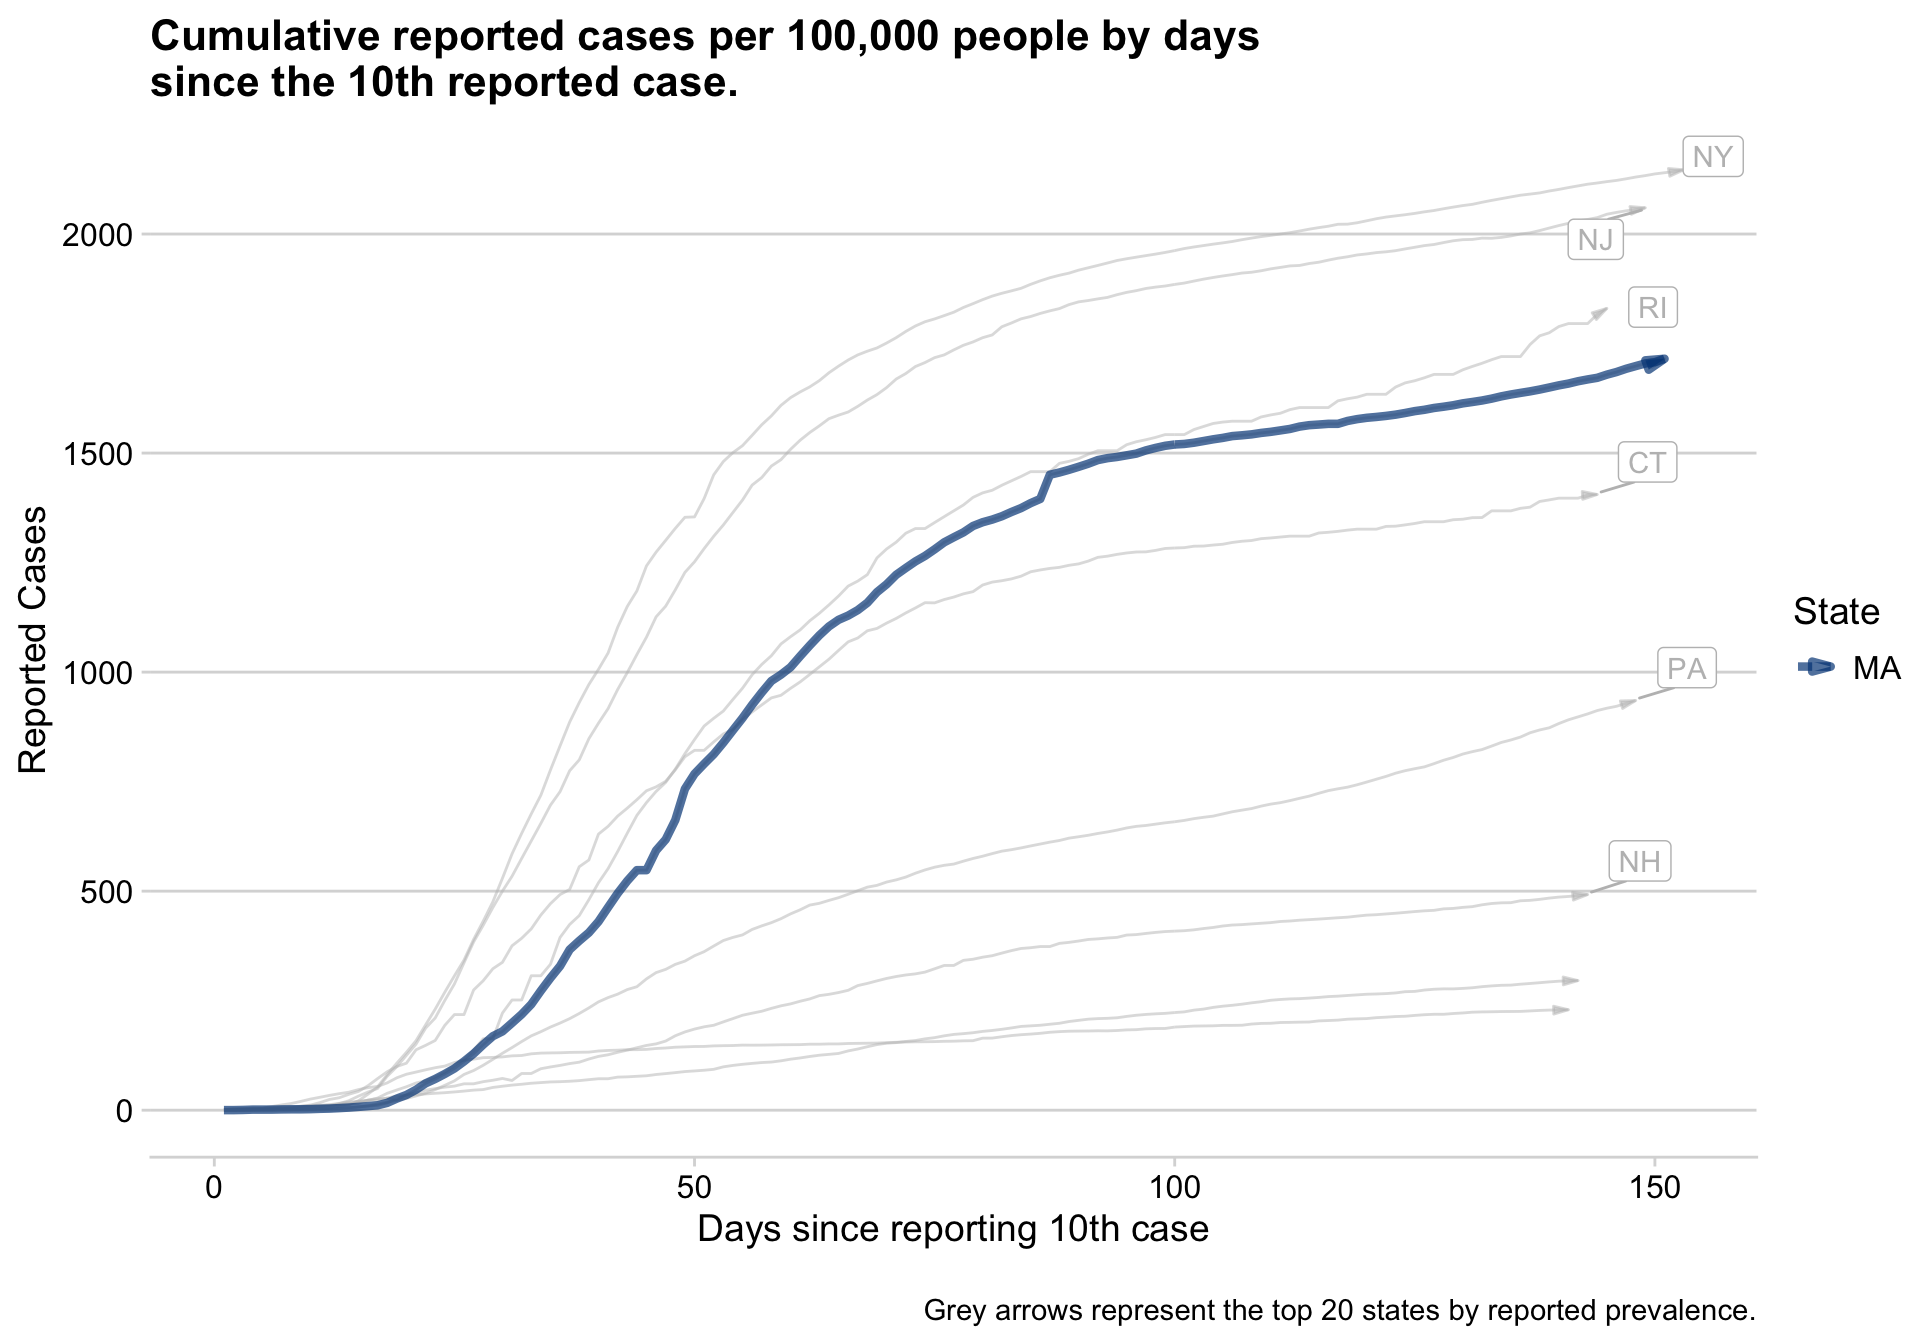 Cumulative reported cases per 100,000 people by days
since the 10th reported case.
NY
2000
NJ
RI
1500
CT
Reported Cases
State
MA
1000
PA
NH
500
0
0
50
100
150
Days since reporting 10th case
Grey arrows represent the top 20 states by reported prevalence.